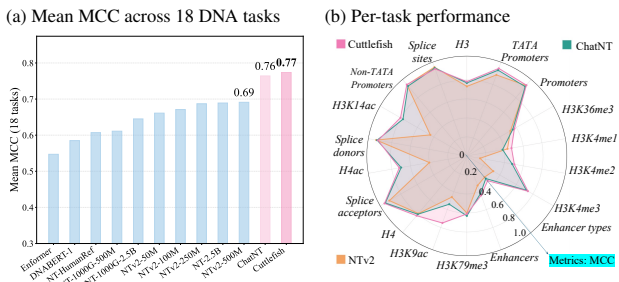 (a) Mean MCC across 18 DNA tasks
Mean MCC (18 tasks)
0.8
0.7
0.6
0.5
0.4
0.3
0.69
0.76
0.77
Enformer
DNABERT-1
NT-HumanRef
NT-1000G-500M
NT-1000G-2.5B
NTv2-50M
NTv2-100M
NTv2-250M
NT-2.5B
NTv2-500M
ChatNT
Cuttlefish
(b) Per-task performance
Cuttlefish
ChatNT
NTv2
H3
TATA
Promoters
Promoters
H3K36me3
H3K4me1
H3K4me2
H3K4me3
Enhancer types
Enhancers
H3K79me3
H3K9ac
H4
Splice
acceptors
H4ac
Splice
donors
H3K14ac
Non-TATA
Promoters
Splice
sites
0
0.2
0.4
0.6
0.8
1.0
Metrics: MCC